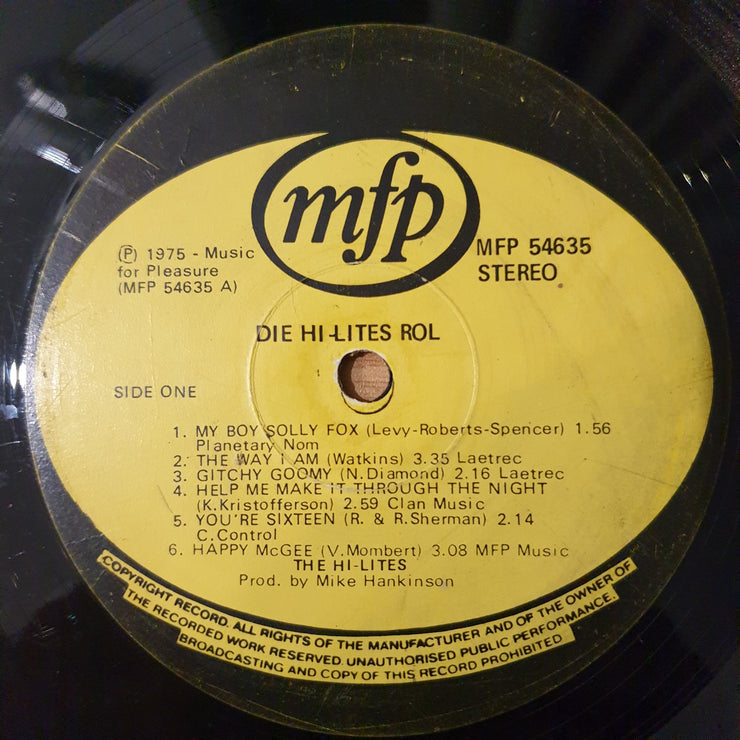 mfp
Ⓟ 1975 - Music
for Pleasure
(MFP 54635 A)
MFP 54635
STEREO
DIE HI-LITES ROL
SIDE ONE
1. MY BOY SOLLY FOX (Levy-Roberts-Spencer) 1.56
Planetary Nom
2. THE WAY I AM (Watkins) 3.35 Laetrec
3. GITCHY GOOMY (N.Diamond) 2.16 Laetrec
4. HELP ME MAKE IT THROUGH THE NIGHT
(K.Kristofferson) 2.59 Clan Music
5. YOU'RE SIXTEEN (R. & R.Sherman) 2.14
C.Control
6. HAPPY McGEE (V.Mombert) 3.08 MFP Music
THE HI-LITES
Prod. by Mike Hankinson
COPYRIGHT RECORD. ALL RIGHTS OF THE MANUFACTURER AND OF THE OWNER OF
THE RECORDED WORK RESERVED. UNAUTHORISED PUBLIC PERFORMANCE.
BROADCASTING AND COPY OF THIS RECORD PROHIBITED